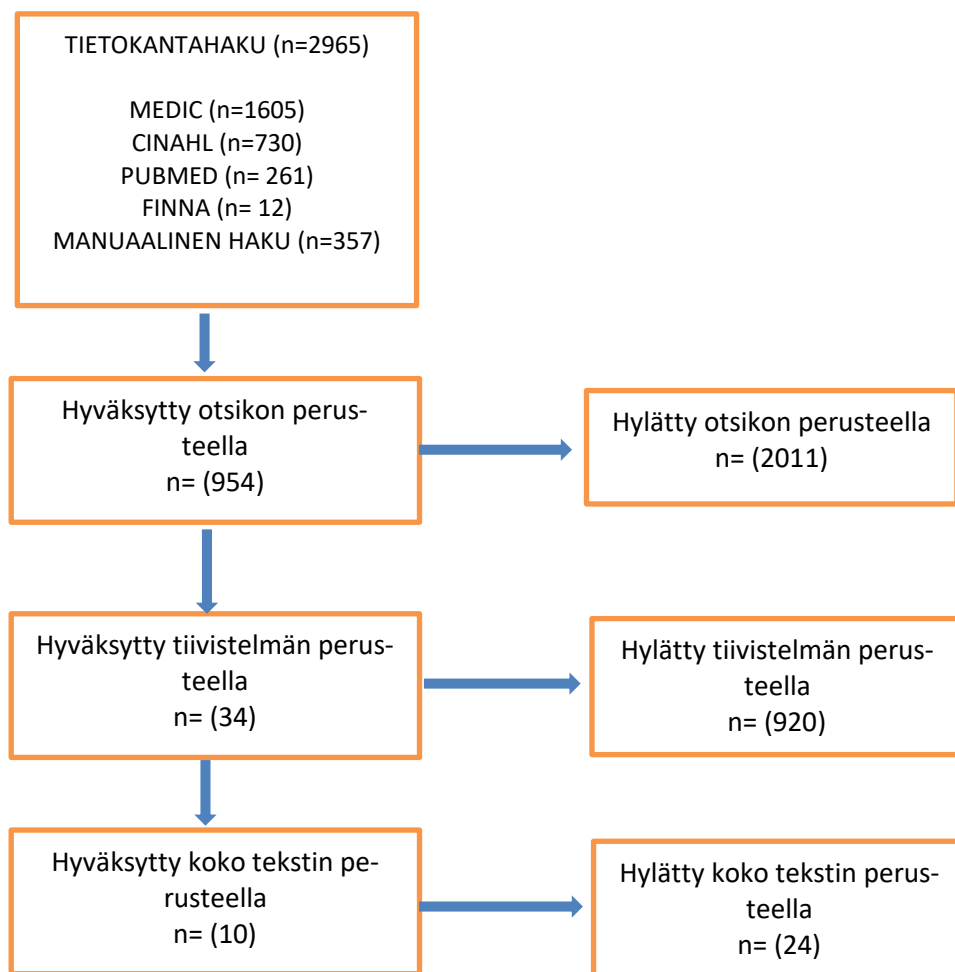 TIETOKANTAHAKU (n=2965)
MEDIC (n=1605)
CINAHL (n=730)
PUBMED (n= 261)
FINNA (n= 12)
MANUAALINEN HAKU (n=357)
Hyväksytty otsikon perus-
teella
n= (954)
Hylätty otsikon perusteella
n= (2011)
Hyväksytty tiivistelmän perus-
teella
n= (34)
Hylätty tiivistelmän perus-
teella
n= (920)
Hyväksytty koko tekstin pe-
rusteella
n= (10)
Hylätty koko tekstin perus-
teella
n= (24)